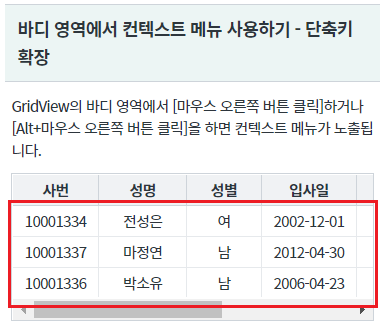 바디 영역에서 컨텍스트 메뉴 사용하기 - 단축키
확장
GridView의 바디 영역에서 [마우스 오른쪽 버튼 클릭]하거나
[Alt+마우스 오른쪽 버튼 클릭]을 하면 컨텍스트 메뉴가 노출됩
니다.
사번 성명 성별 입사일
10001334 전성은 여 2002-12-01
10001337 마정연 남 2012-04-30
10001336 박소유 남 2006-04-23